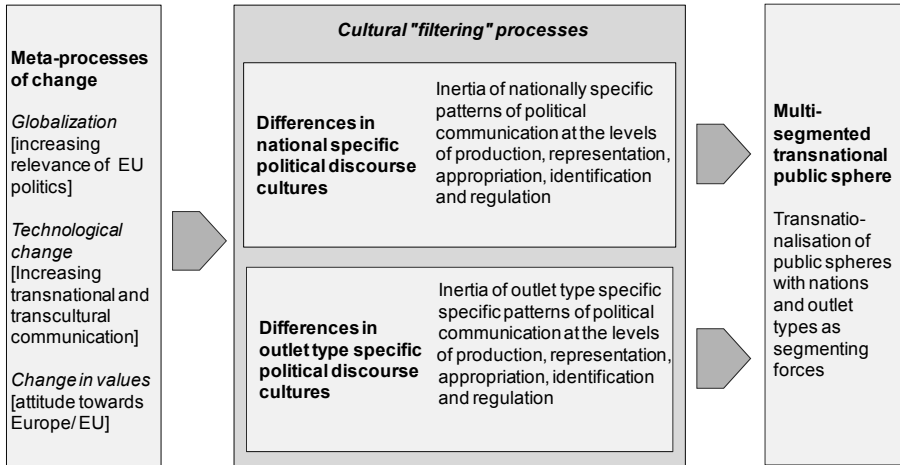 Meta-processes
of change
Globalization
[increasing
relevance of EU
politics]
Technological
change
[Increasing
transnational and
transcultural
communication]
Change in values
[attitude towards
Europe/ EU]
Cultural "filtering" processes
Differences in
national specific
political discourse
cultures
Inertia of nationally specific
patterns of political
communication at the levels
of production, representation,
appropriation, identification
and regulation
Differences in
outlet type specific
political discourse cultures
Inertia of outlet type specific
specific patterns of political
communication at the levels
of production, representation,
appropriation, identification
and regulation
Multi-
segmented
transnational
public sphere
Transnatio-
nalisation of
public spheres
with nations
and outlet
types as
segmenting
forces